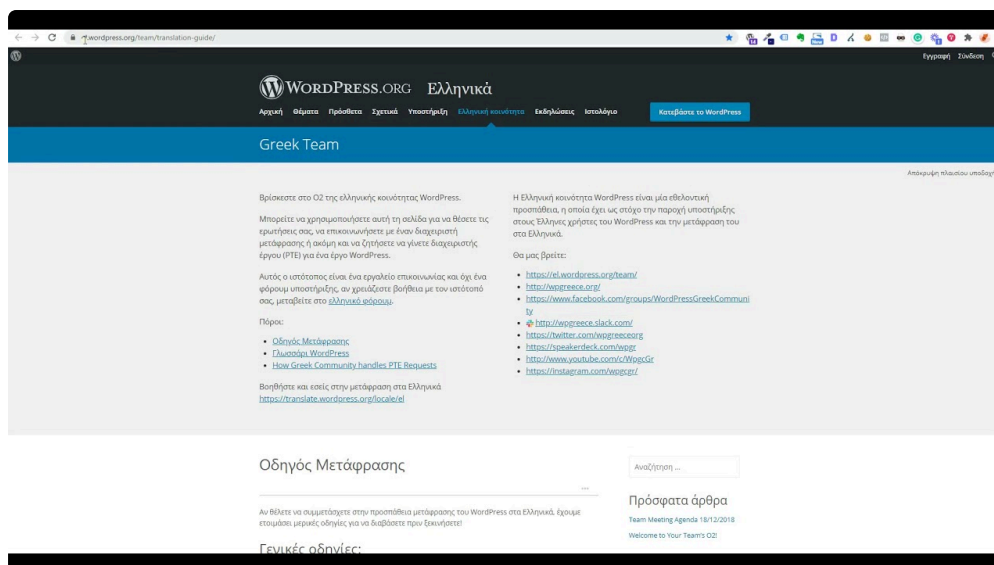 wordpress.org/team/translation-guide/
Εγγραφή Σύνδεση
WORDPRESS.ORG Ελληνικά
Αρχική Θέματα Πρόσθετα Σχετικά Υποστήριξη Ελληνική κοινότητα Εκδηλώσεις Ιστολόγιο Κατεβάστε το WordPress
Greek Team
Απόκρυψη πλαισίου υποδοχής
Βρίσκεστε στο O2 της ελληνικής κοινότητας WordPress.
Μπορείτε να χρησιμοποιήσετε αυτή τη σελίδα για να θέσετε τις
ερωτήσεις σας, να επικοινωνήσετε με έναν διαχειριστή
μετάφρασης ή ακόμη και να ζητήσετε να γίνετε διαχειριστής
έργου (PTE) για ένα έργο WordPress.
Αυτός ο ιστότοπος είναι ένα εργαλείο επικοινωνίας και όχι ένα
φόρουμ υποστήριξης, αν χρειάζεστε βοήθεια με τον ιστότοπό
σας, μεταβείτε στο ελληνικό φόρουμ.
Πόροι:
Οδηγός Μετάφρασης
Γλωσσάρι WordPress
How Greek Community handles PTE Requests
Βοηθήστε και εσείς στην μετάφραση στα Ελληνικά
https://translate.wordpress.org/locale/el
Η Ελληνική κοινότητα WordPress είναι μία εθελοντική
προσπάθεια, η οποία έχει ως στόχο την παροχή υποστήριξης
στους Έλληνες χρήστες του WordPress και την μετάφραση του
στα Ελληνικά.
Θα μας βρείτε:
https://el.wordpress.org/team/
http://wpgreece.org/
https://www.facebook.com/groups/WordPressGreekCommuni
ty
http://wpgreece.slack.com/
https://twitter.com/wpgreeceorg
https://speakerdeck.com/wpgr
http://www.youtube.com/c/WpgcGr
https://instagram.com/wpgcgr/
Οδηγός Μετάφρασης
Αν θέλετε να συμμετάσχετε στην προσπάθεια μετάφρασης του WordPress στα Ελληνικά, έχουμε
ετοιμάσει μερικές οδηγίες για να διαβάσετε πριν ξεκινήσετε!
Γενικές οδηγίες:
Αναζήτηση ...
Πρόσφατα άρθρα
Team Meeting Agenda 18/12/2018
Welcome to Your Team's O2!